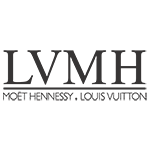 LVMH
MOËT HENNESSY . LOUIS VUITTON